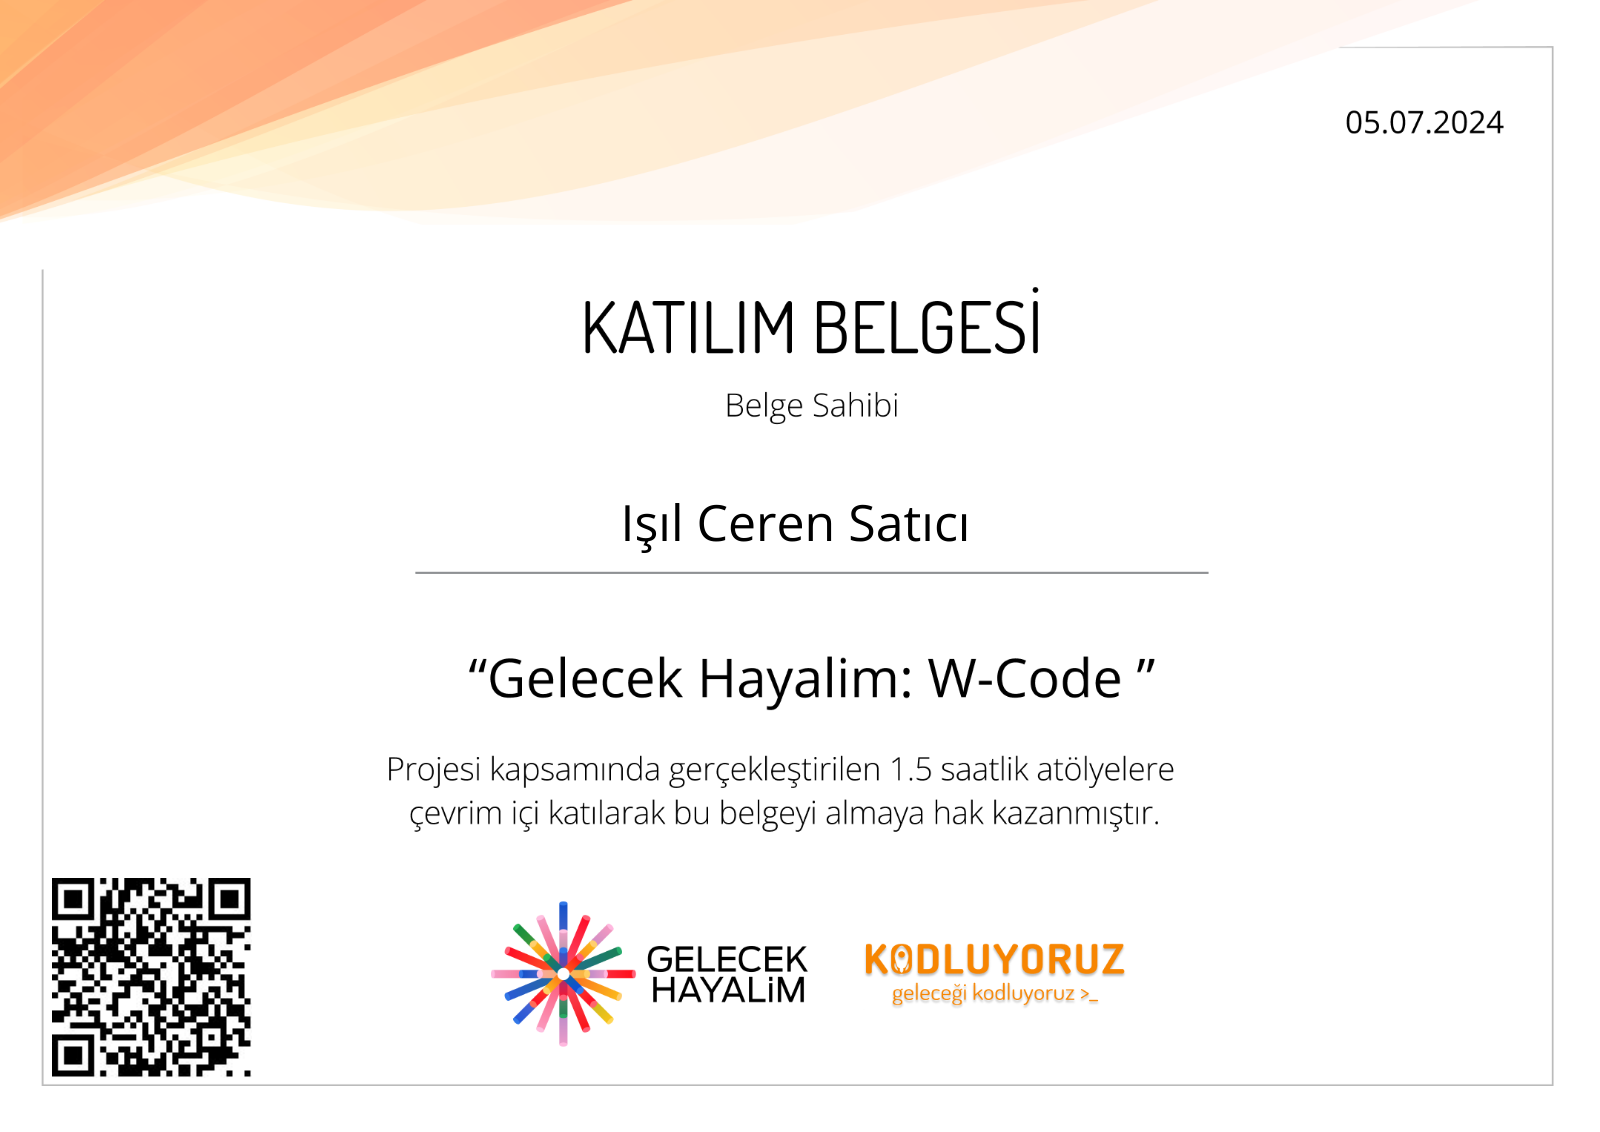 05.07.2024
KATILIM BELGESİ
Belge Sahibi
Işıl Ceren Satıcı
“Gelecek Hayalim: W-Code ”
Projesi kapsamında gerçekleştirilen 1.5 saatlik atölyelere
çevrim içi katılarak bu belgeyi almaya hak kazanmıştır.
GELECEK
HAYALiM
KODLUYORUZ
geleceği kodluyoruz >_